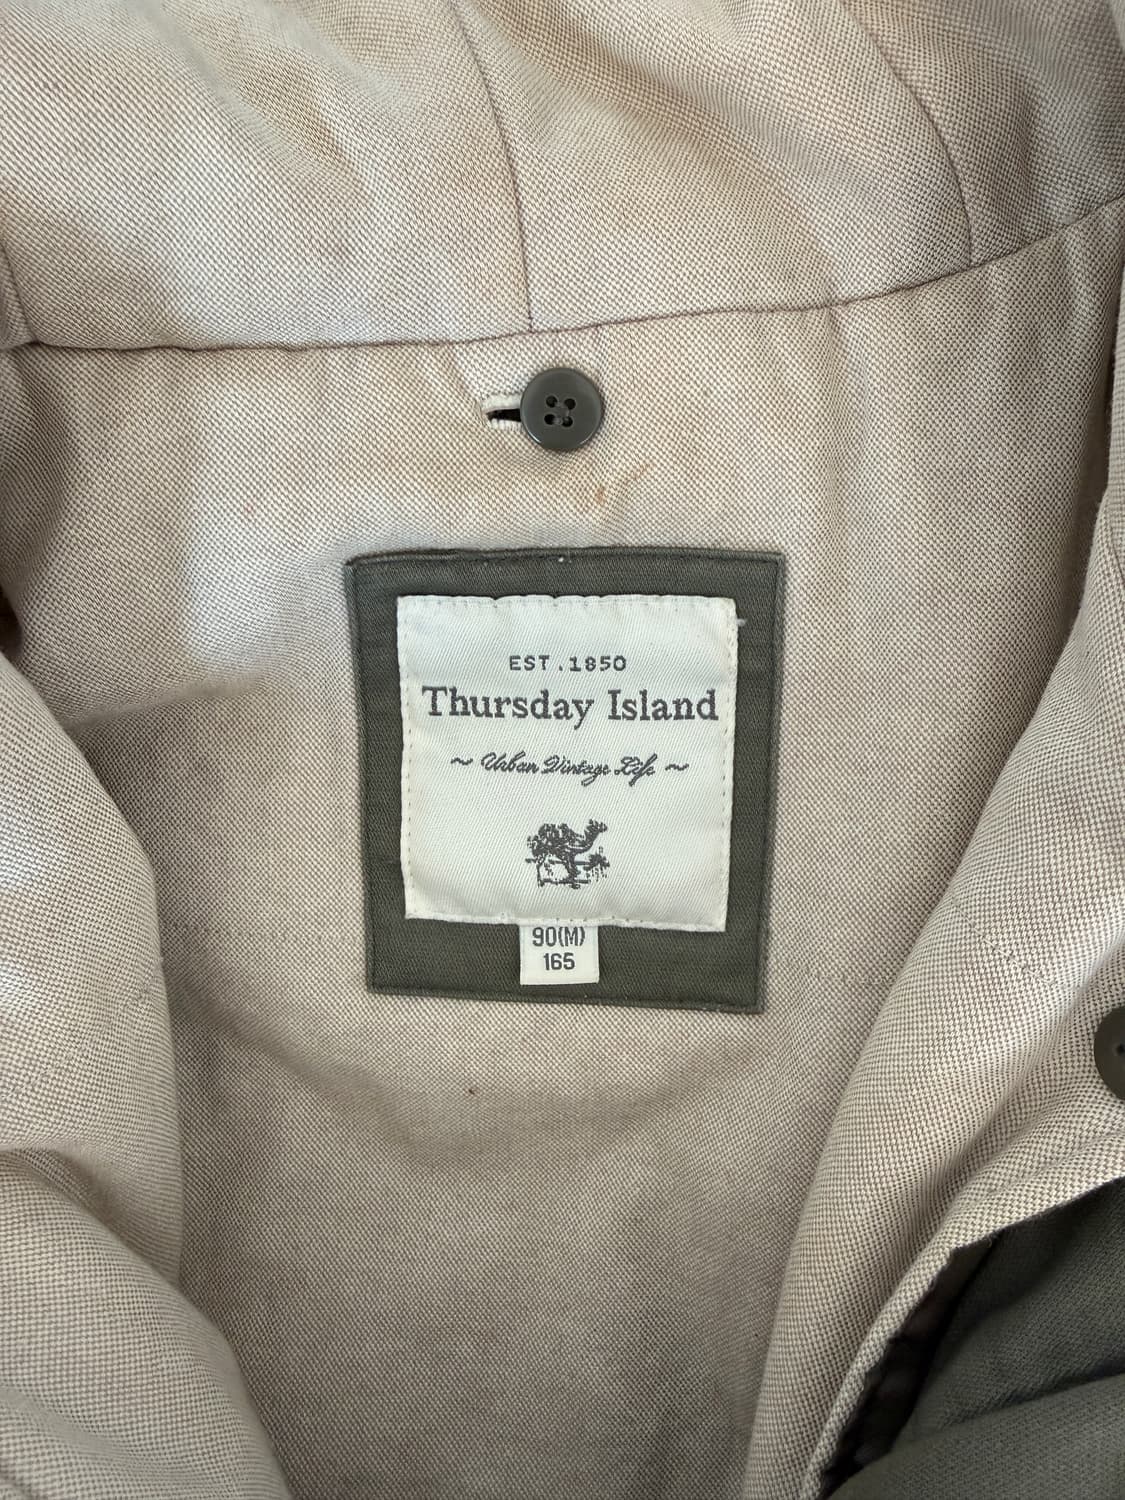 EST.1850
Thursday Island
~ Urban Vintage Life ~
90(M)
165